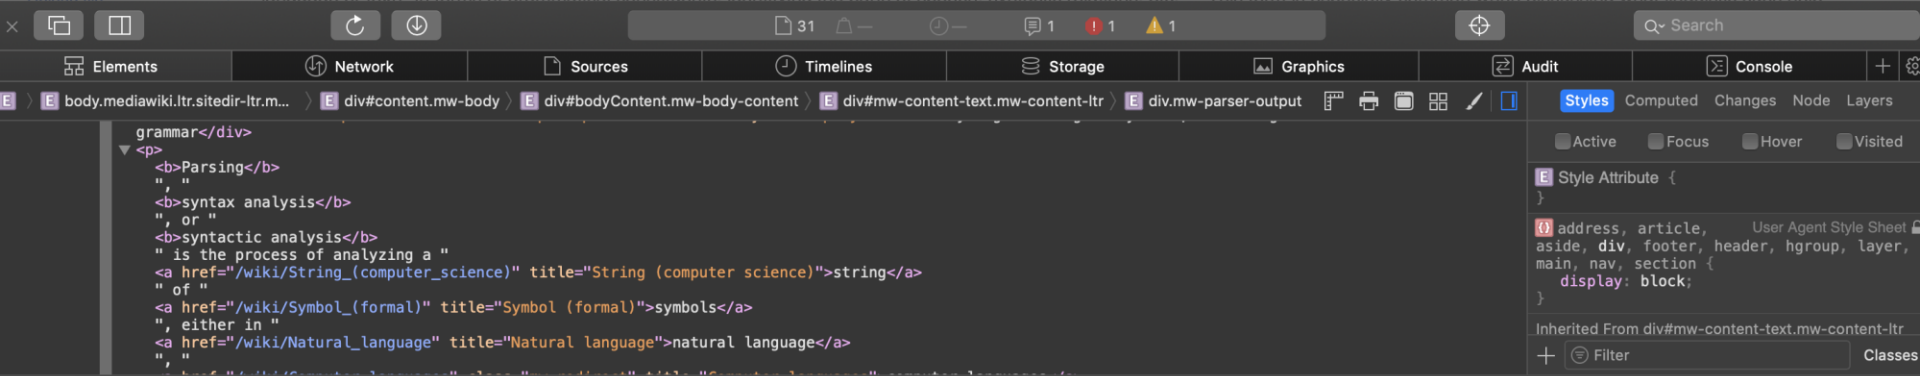 31 — — 1 1 1 Search
Elements Network Sources Timelines Storage Graphics Audit Console
E E body.mediawiki.ltr.sitedir-ltr.m... E div#content.mw-body E div#bodyContent.mw-body-content E div#mw-content-text.mw-content-ltr E div.mw-parser-output Styles Computed Changes Node Layers
grammar</div>
<p>
<b>Parsing</b>
", "
<b>syntax analysis</b>
", or "
<b>syntactic analysis</b>
" is the process of analyzing a "
<a href="/wiki/String_(computer_science)" title="String (computer science)">string</a>
" of "
<a href="/wiki/Symbol_(formal)" title="Symbol (formal)">symbols</a>
", either in "
<a href="/wiki/Natural_language" title="Natural language">natural language</a>
", "
Active Focus Hover Visited
E Style Attribute {
}
{} address, article, User Agent Style Sheet
aside, div, footer, header, hgroup, layer,
main, nav, section {
display: block;
}
Inherited From div#mw-content-text.mw-content-ltr
Filter Classes